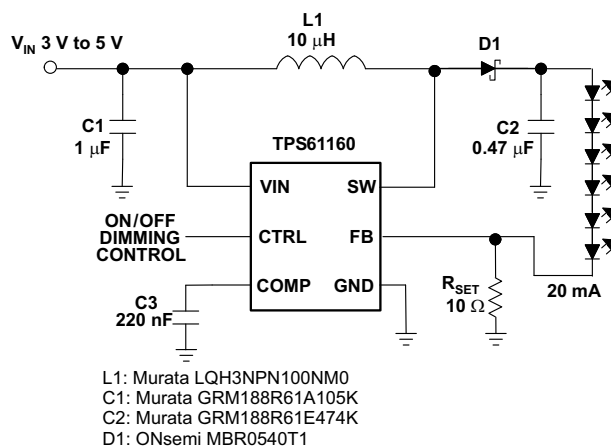 L1
10 μH
D1
VIN 3 V to 5 V
C1
1 μF
C2
0.47 μF
TPS61160
VIN
SW
ON/OFF
DIMMING
CONTROL
CTRL
FB
COMP
GND
C3
220 nF
RSET
10 Ω
20 mA
L1: Murata LQH3NPN100NM0
C1: Murata GRM188R61A105K
C2: Murata GRM188R61E474K
D1: ONsemi MBR0540T1